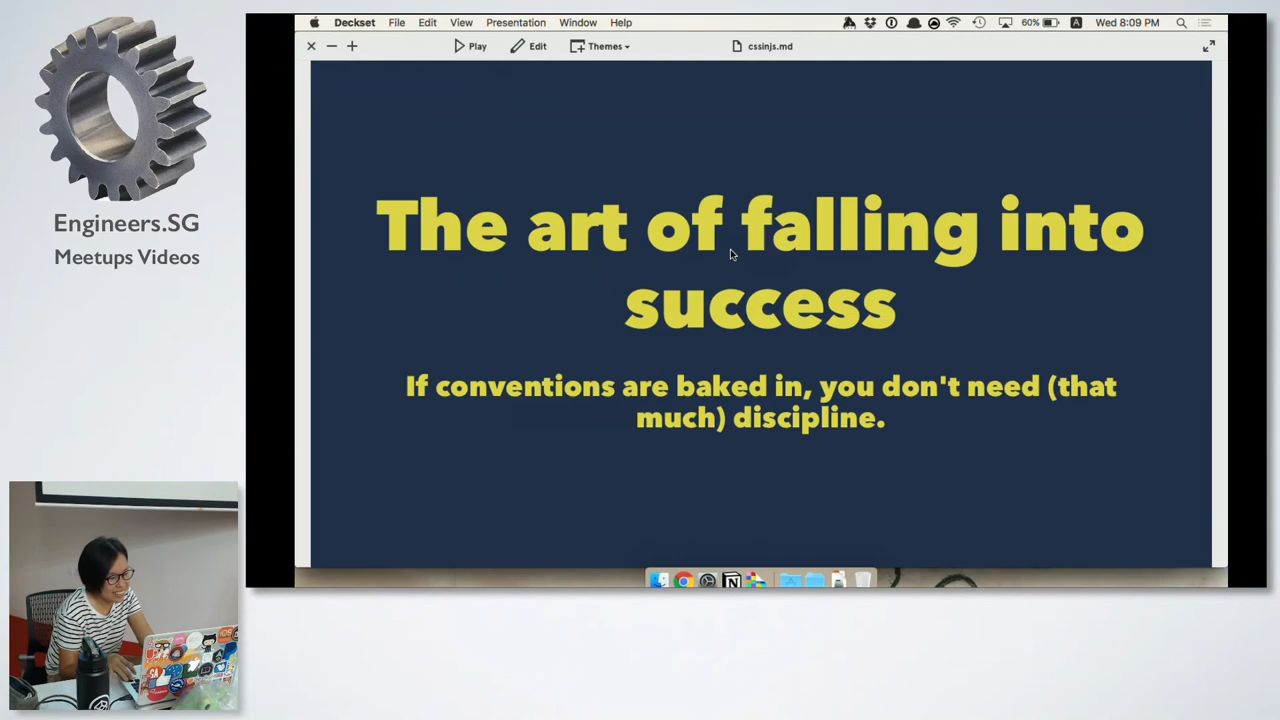 Deckset File Edit View Presentation Window Help
60% A Wed 8:09 PM
Play Edit Themes cssinjs.md
Engineers.SG
Meetups Videos
The art of falling into
success
If conventions are baked in, you don't need (that
much) discipline.